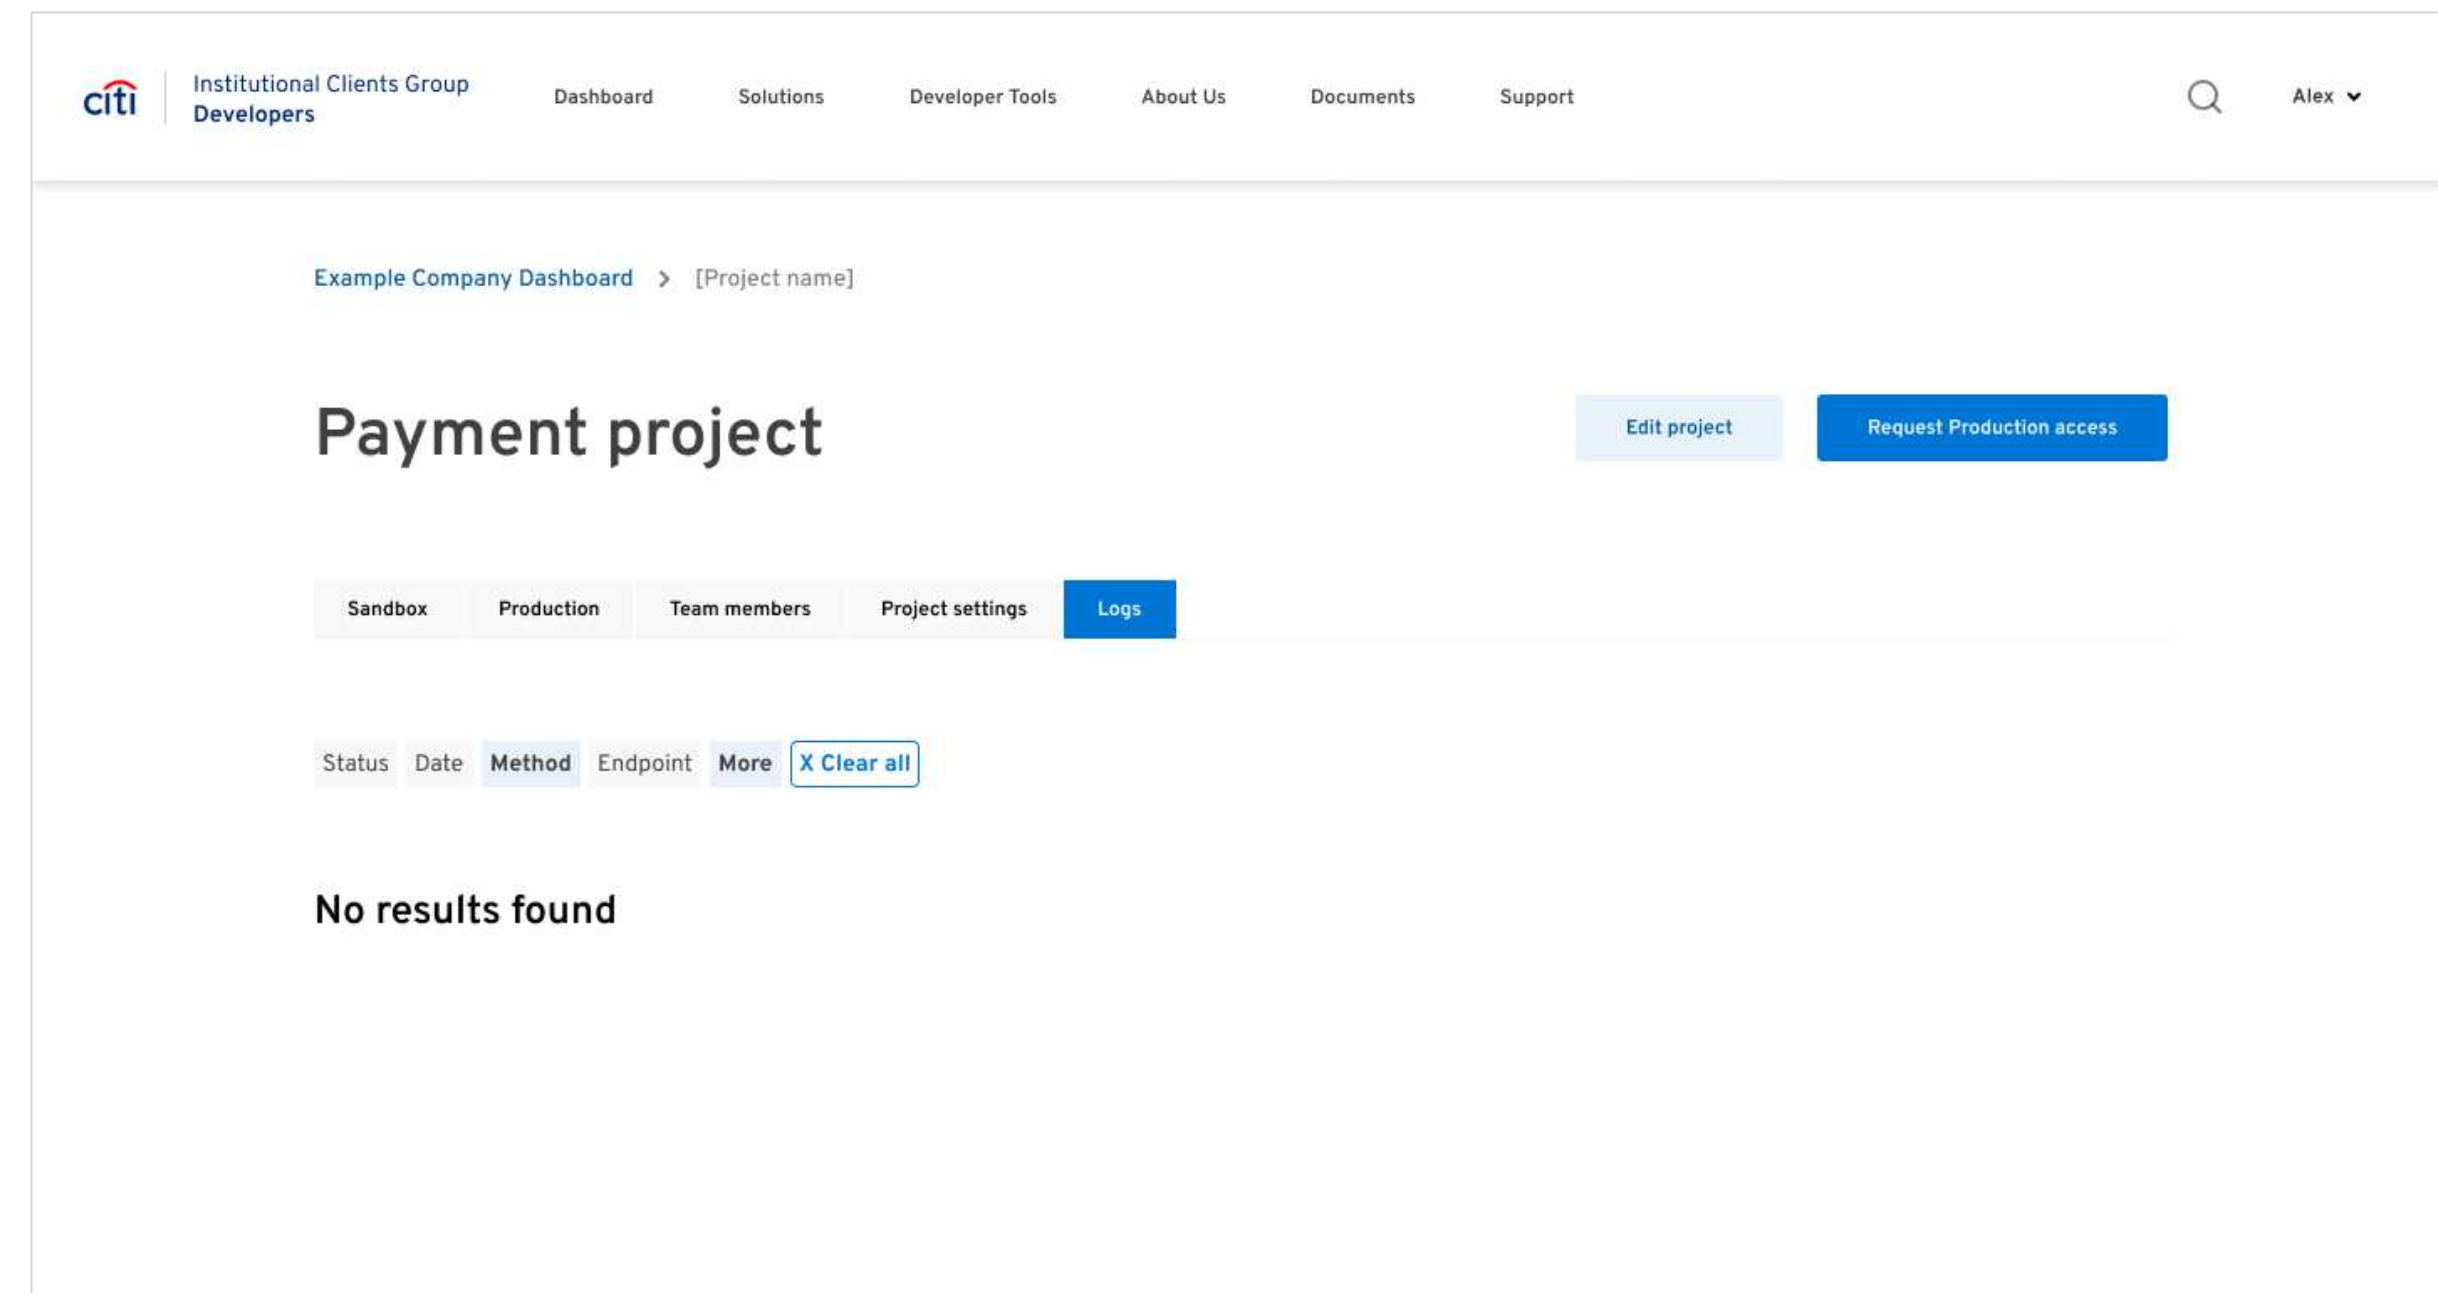 citi
Institutional Clients Group
Developers
Dashboard
Solutions
Developer Tools
About Us
Documents
Support
Alex
Example Company Dashboard > [Project name]
Payment project
Edit project
Request Production access
Sandbox
Production
Team members
Project settings
Logs
Status
Date
Method
Endpoint
More
X Clear all
No results found